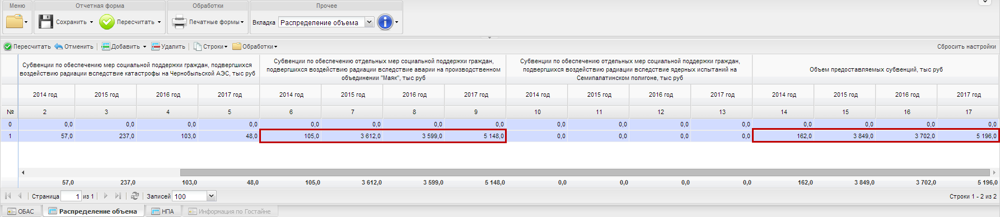 Меню Отчетная форма Обработки Прочее
Сохранить Пересчитать Печатные формы Вкладка Распределение объема
Пересчитать Отменить Добавить Удалить Строки Обработки Сбросить настройки
Субвенции по обеспечению мер социальной поддержки граждан, подвергшихся
воздействию радиации вследствие катастрофы на Чернобыльской АЭС, тыс руб
Субвенции по обеспечению отдельных мер социальной поддержки граждан,
подвергшихся воздействию радиации вследствие аварии на производственном
объединении "Маяк", тыс руб
Субвенции по обеспечению отдельных мер социальной поддержки граждан,
подвергшихся воздействию радиации вследствие ядерных испытаний на
Семипалатинском полигоне, тыс руб
Объем предоставляемых субвенций, тыс руб
2014 год 2015 год 2016 год 2017 год 2014 год 2015 год 2016 год 2017 год 2014 год 2015 год 2016 год 2017 год 2014 год 2015 год 2016 год 2017 год
№ 2 3 4 5 6 7 8 9 10 11 12 13 14 15 16 17
0 0,0 0,0 0,0 0,0 0,0 0,0 0,0 0,0 0,0 0,0 0,0 0,0 0,0 0,0 0,0 0,0
1 57,0 237,0 103,0 48,0 105,0 3 612,0 3 599,0 5 148,0 0,0 0,0 0,0 0,0 162,0 3 849,0 3 702,0 5 196,0
57,0 237,0 103,0 48,0 105,0 3 612,0 3 599,0 5 148,0 0,0 0,0 0,0 0,0 162,0 3 849,0 3 702,0 5 196,0
Страница 1 из 1 Записей 100 Строки 1 - 2 из 2
ОБАС Распределение объема НПА Информация по Гостайне